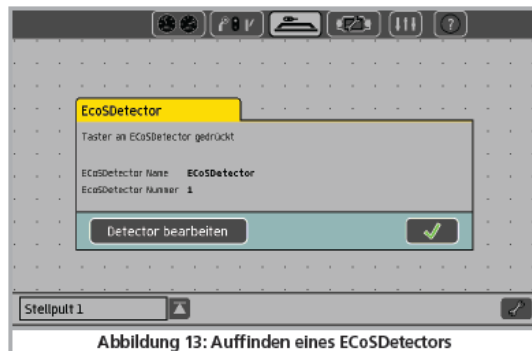 EcoSDetector
Taster am ECoSDetector gedrückt
ECoSDetector Name ECoSDetector
EcoSDetector Nummer 1
Detector bearbeiten
Stellpult 1
Abbildung 13: Auffinden eines ECoSDetectors